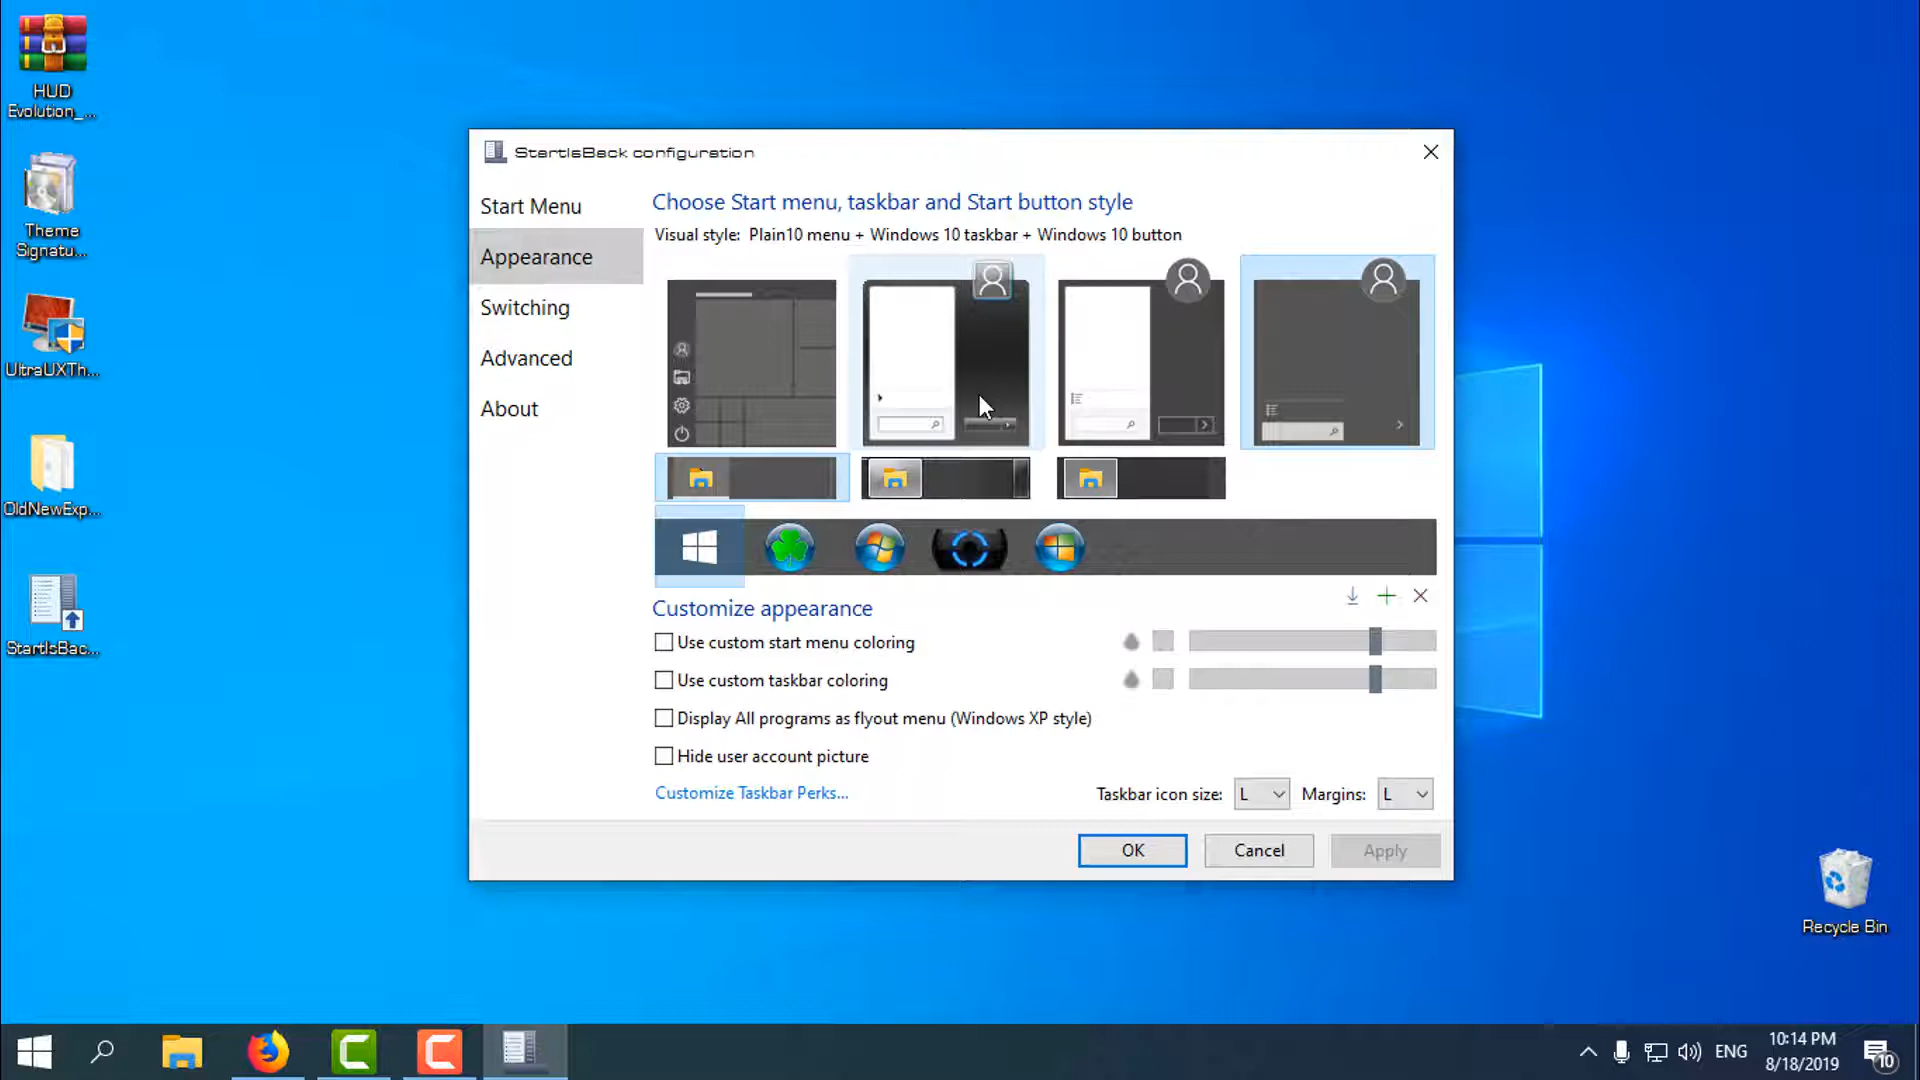 HUD
Evolution_...
Theme
Signatu...
UltraUXTh...
OldNewExp...
StartIsBac...
StartIsBack configuration
Start Menu
Appearance
Switching
Advanced
About
Choose Start menu, taskbar and Start button style
Visual style: Plain10 menu + Windows 10 taskbar + Windows 10 button
Customize appearance
Use custom start menu coloring
Use custom taskbar coloring
Display All programs as flyout menu (Windows XP style)
Hide user account picture
Customize Taskbar Perks...
Taskbar icon size: L Margins: L
OK Cancel Apply
Recycle Bin
ENG
10:14 PM
8/18/2019
10